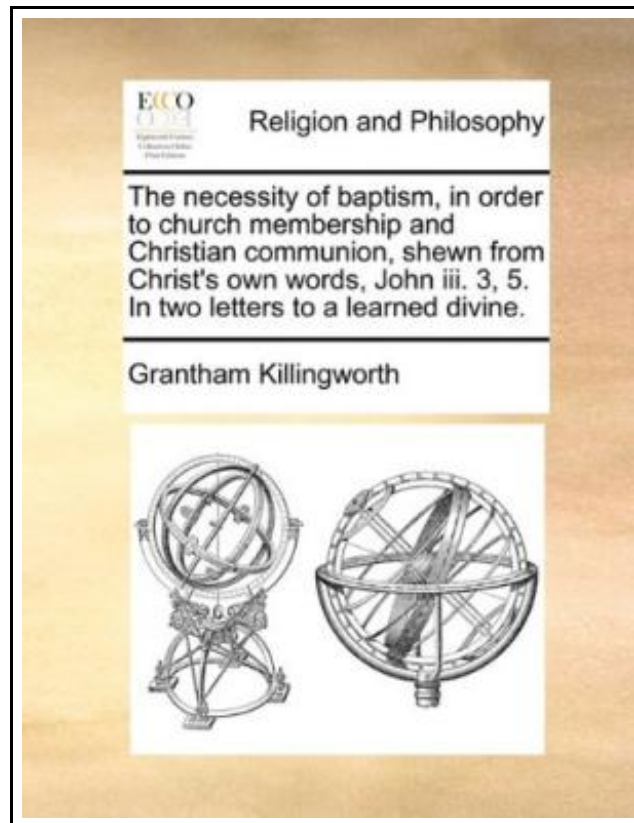 ECCO
Religion and Philosophy
The necessity of baptism, in order
to church membership and
Christian communion, shewn from
Christ's own words, John iii. 3, 5.
In two letters to a learned divine.
Grantham Killingworth